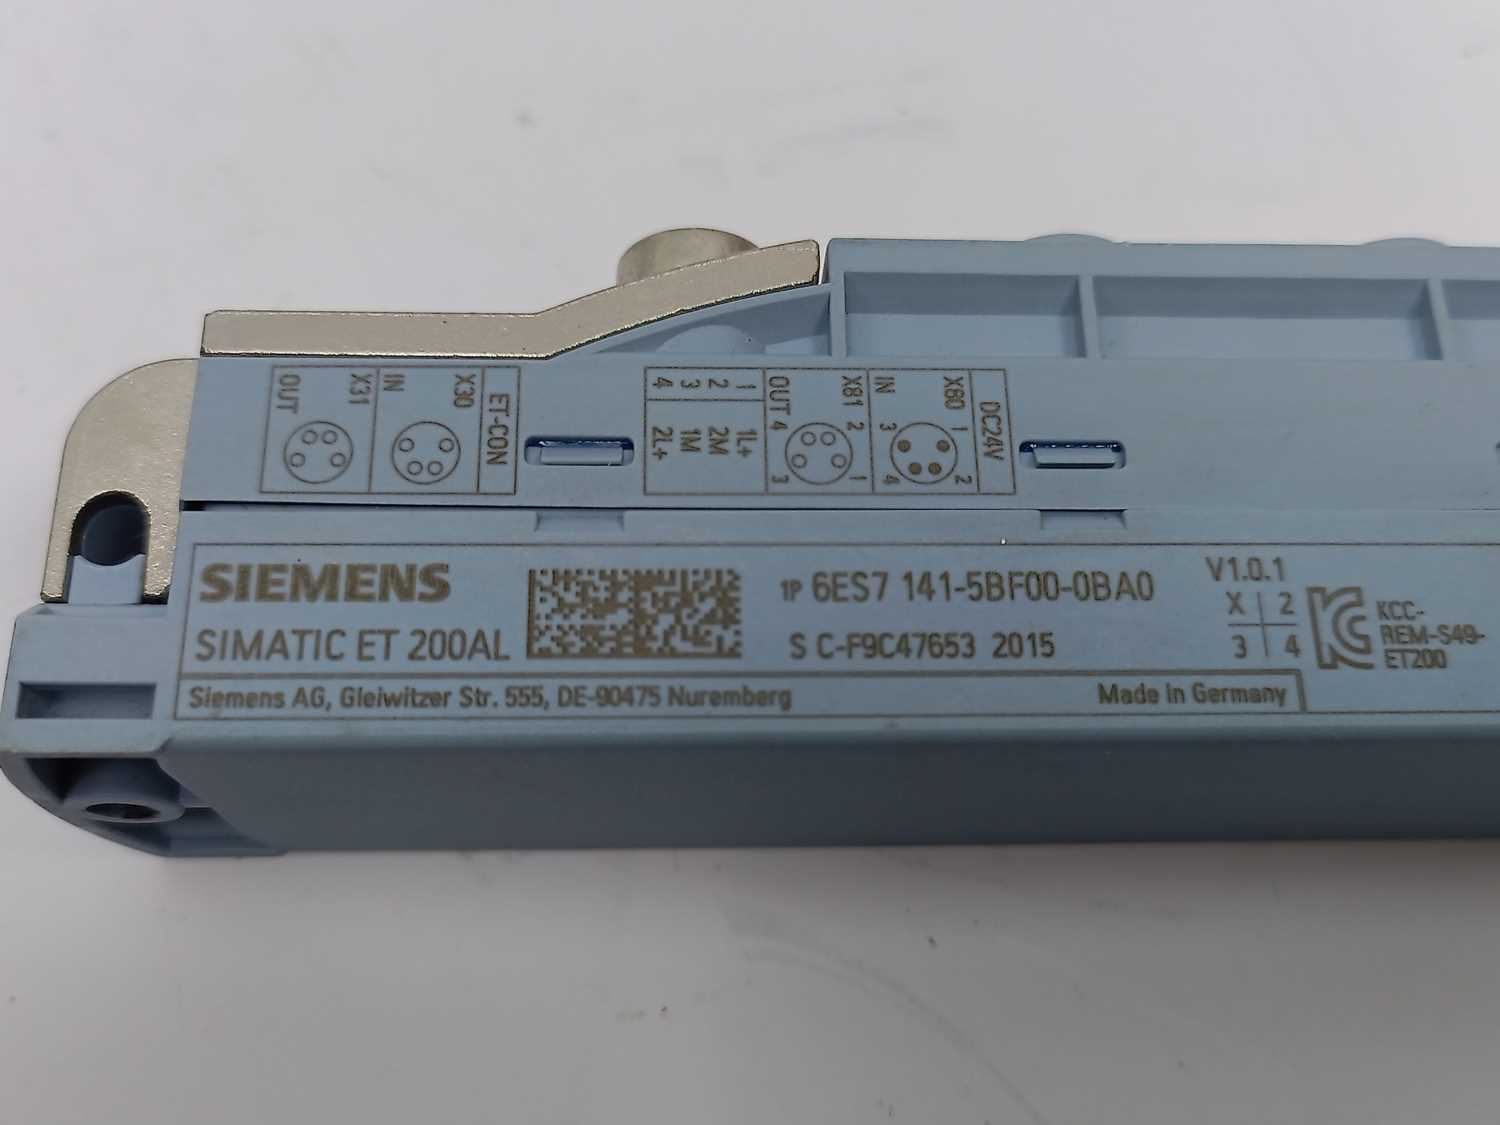 ET-CON
X30
IN
X31
OUT
DC24V
X80
IN
1
2
3
4
X81
OUT
2
1
4
3
1 1L+
2 2M
3 1M
4 2L+
SIEMENS
SIMATIC ET 200AL
1P 6ES7 141-5BF00-0BA0
S C-F9C47653 2015
V1.0.1
X 2
3 4
KCC-
REM-S49-
ET200
Siemens AG, Gleiwitzer Str. 555, DE-90475 Nuremberg
Made in Germany